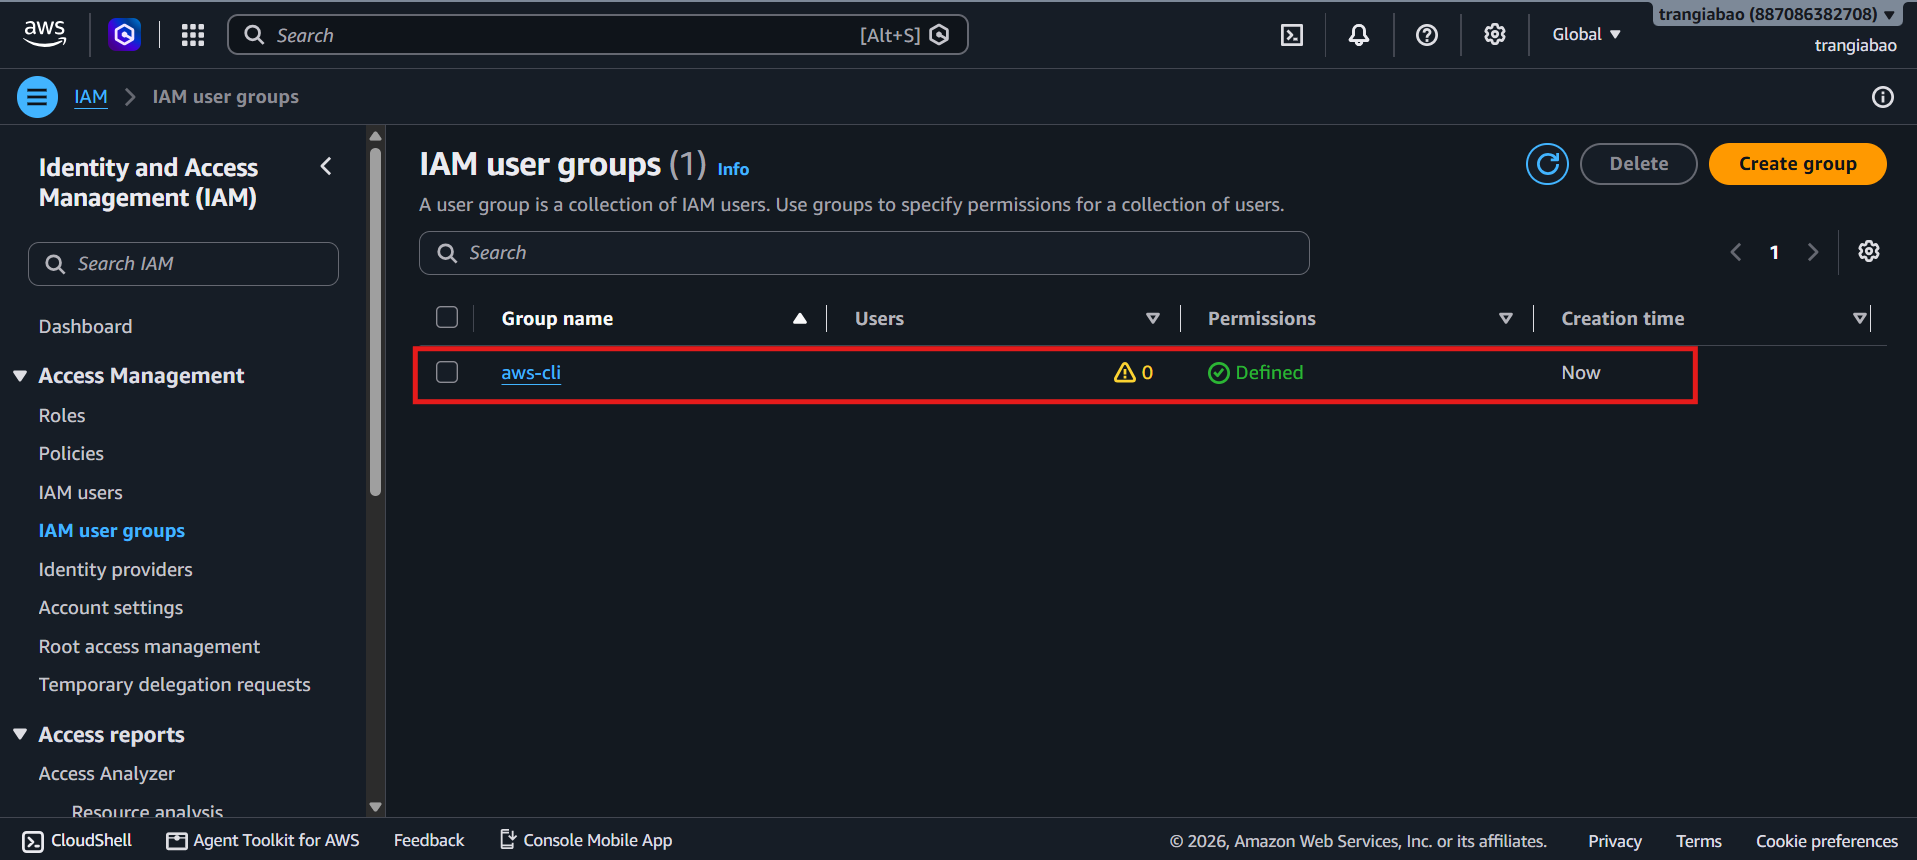 aws
Search [Alt+S]
Global
trangiabao (887086382708)
trangiabao
IAM
IAM user groups
Identity and Access
Management (IAM)
Search IAM
Dashboard
Access Management
Roles
Policies
IAM users
IAM user groups
Identity providers
Account settings
Root access management
Temporary delegation requests
Access reports
Access Analyzer
Resource analysis
IAM user groups (1) Info
Delete
Create group
A user group is a collection of IAM users. Use groups to specify permissions for a collection of users.
Search
1
Group name Users Permissions Creation time
aws-cli 0 Defined Now
CloudShell Agent Toolkit for AWS Feedback Console Mobile App
© 2026, Amazon Web Services, Inc. or its affiliates. Privacy Terms Cookie preferences